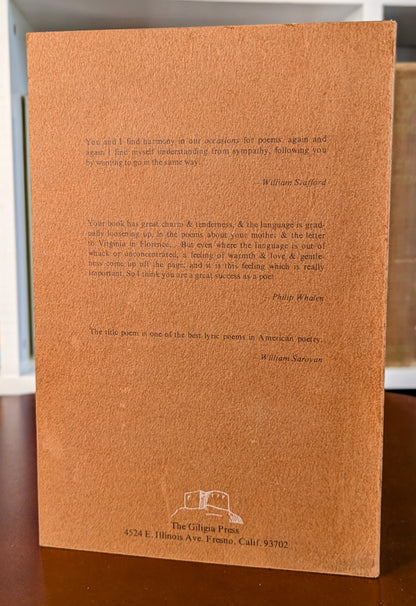 You and I find harmony in our occasions for poems, again and
again I find myself understanding from sympathy, following you
by wanting to go in the same way...
—William Stafford
Your book has great charm & tenderness, & the language is grad-
ually loosening up, in the poems about your mother & the letter
to Virginia in Florence... But even where the language is out of
whack or unconcentrated, a feeling of warmth & love & gentle-
ness come up off the page, and it is this feeling which is really
important. So I think you are a great success as a poet.
—Philip Whalen
The title poem is one of the best lyric poems in American poetry.
William Saroyan
The Giligia Press
4524 E. Illinois Ave. Fresno, Calif. 93702